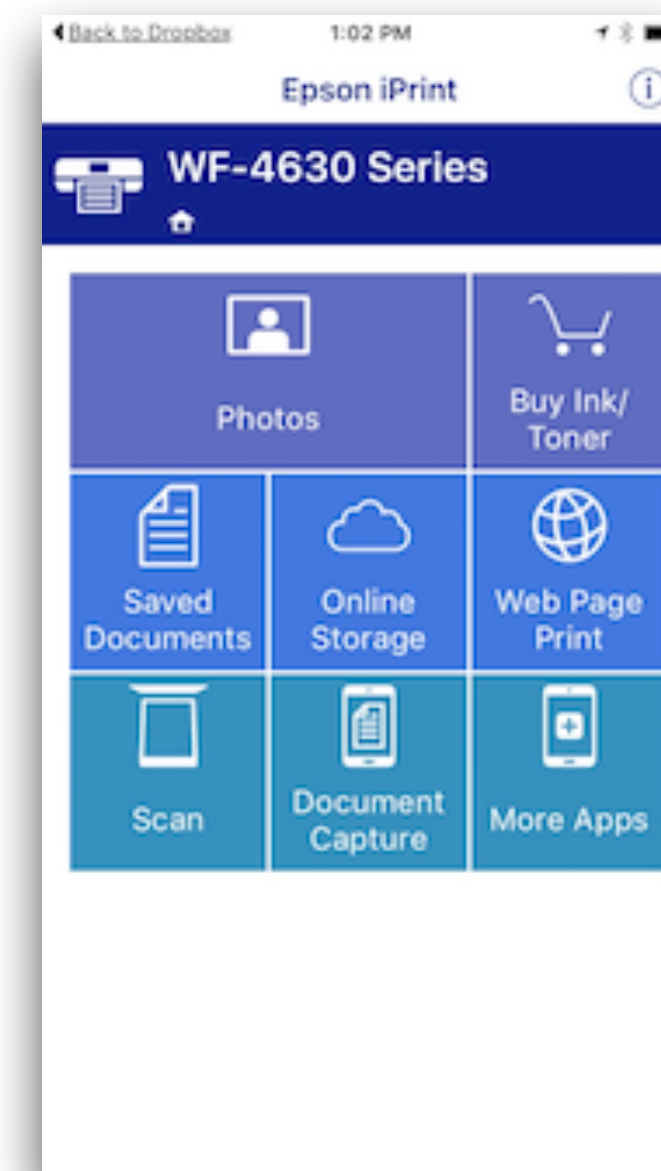 Back to Dropbox 1:02 PM
Epson iPrint
WF-4630 Series
Photos
Buy Ink/
Toner
Saved
Documents
Online
Storage
Web Page
Print
Scan
Document
Capture
More Apps